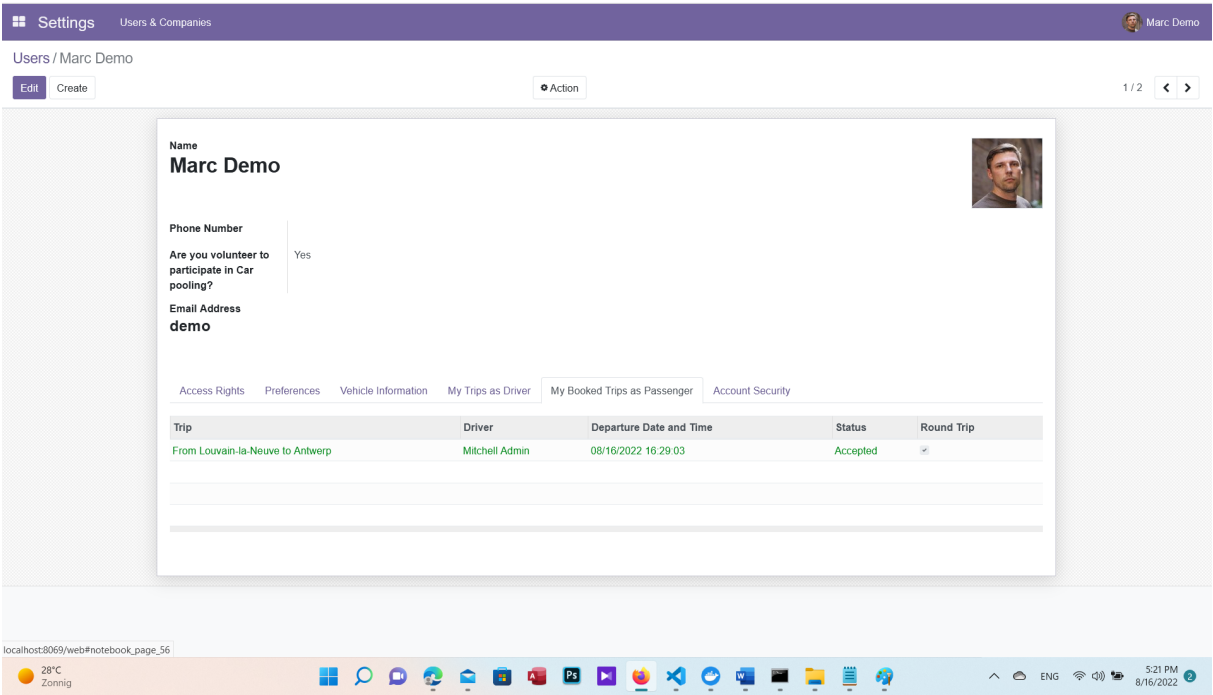 Settings Users & Companies Marc Demo
Users / Marc Demo
Edit Create Action 1 / 2
Name
Marc Demo
Phone Number
Are you volunteer to participate in Car pooling? Yes
Email Address
demo
Access Rights Preferences Vehicle Information My Trips as Driver My Booked Trips as Passenger Account Security
Trip Driver Departure Date and Time Status Round Trip
From Louvain-la-Neuve to Antwerp Mitchell Admin 08/16/2022 16:29:03 Accepted
localhost:8069/web#notebook_page_56
28°C
Zonnig
Ps
W
ENG
5:21 PM
8/16/2022
2